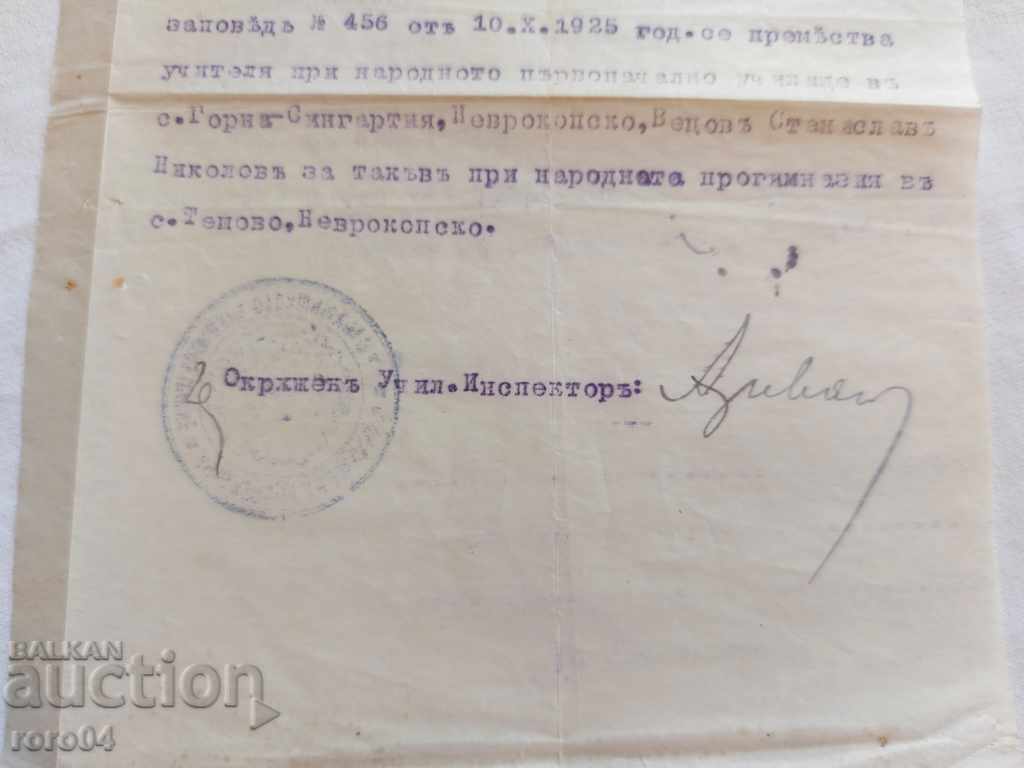 заповѣдь № 456 отъ 10.X.1925 год.се премѣства
учителя при народното първоначално училище въ
с.Горна-Сингартия,Неврокопско,Вецовъ Станиславъ
Николовъ за такъвъ при народната прогимназия въ
с.Теново,Неврокопско.
Окржженъ Учил.Инспекторъ:
BALKAN
auction
roro04